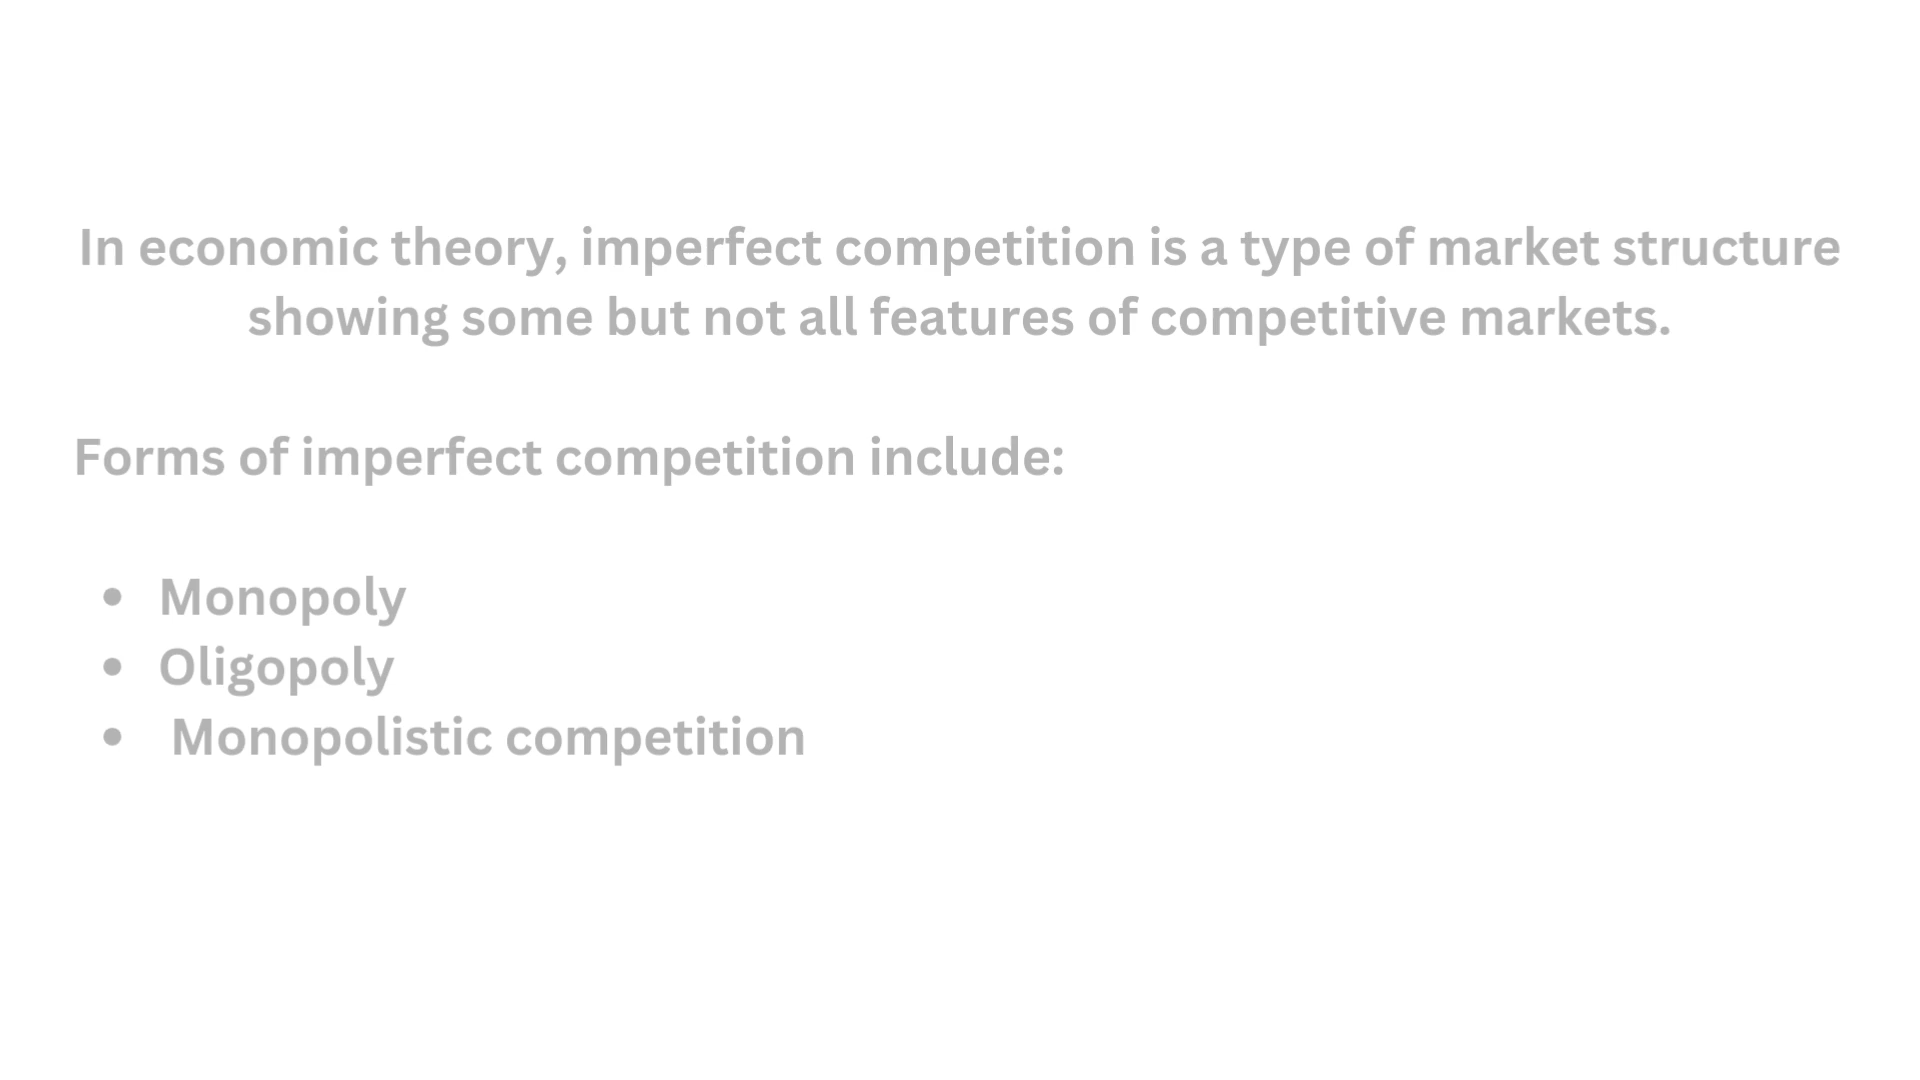 In economic theory, imperfect competition is a type of market structure
showing some but not all features of competitive markets.
Forms of imperfect competition include:
• Monopoly
• Oligopoly
• Monopolistic competition